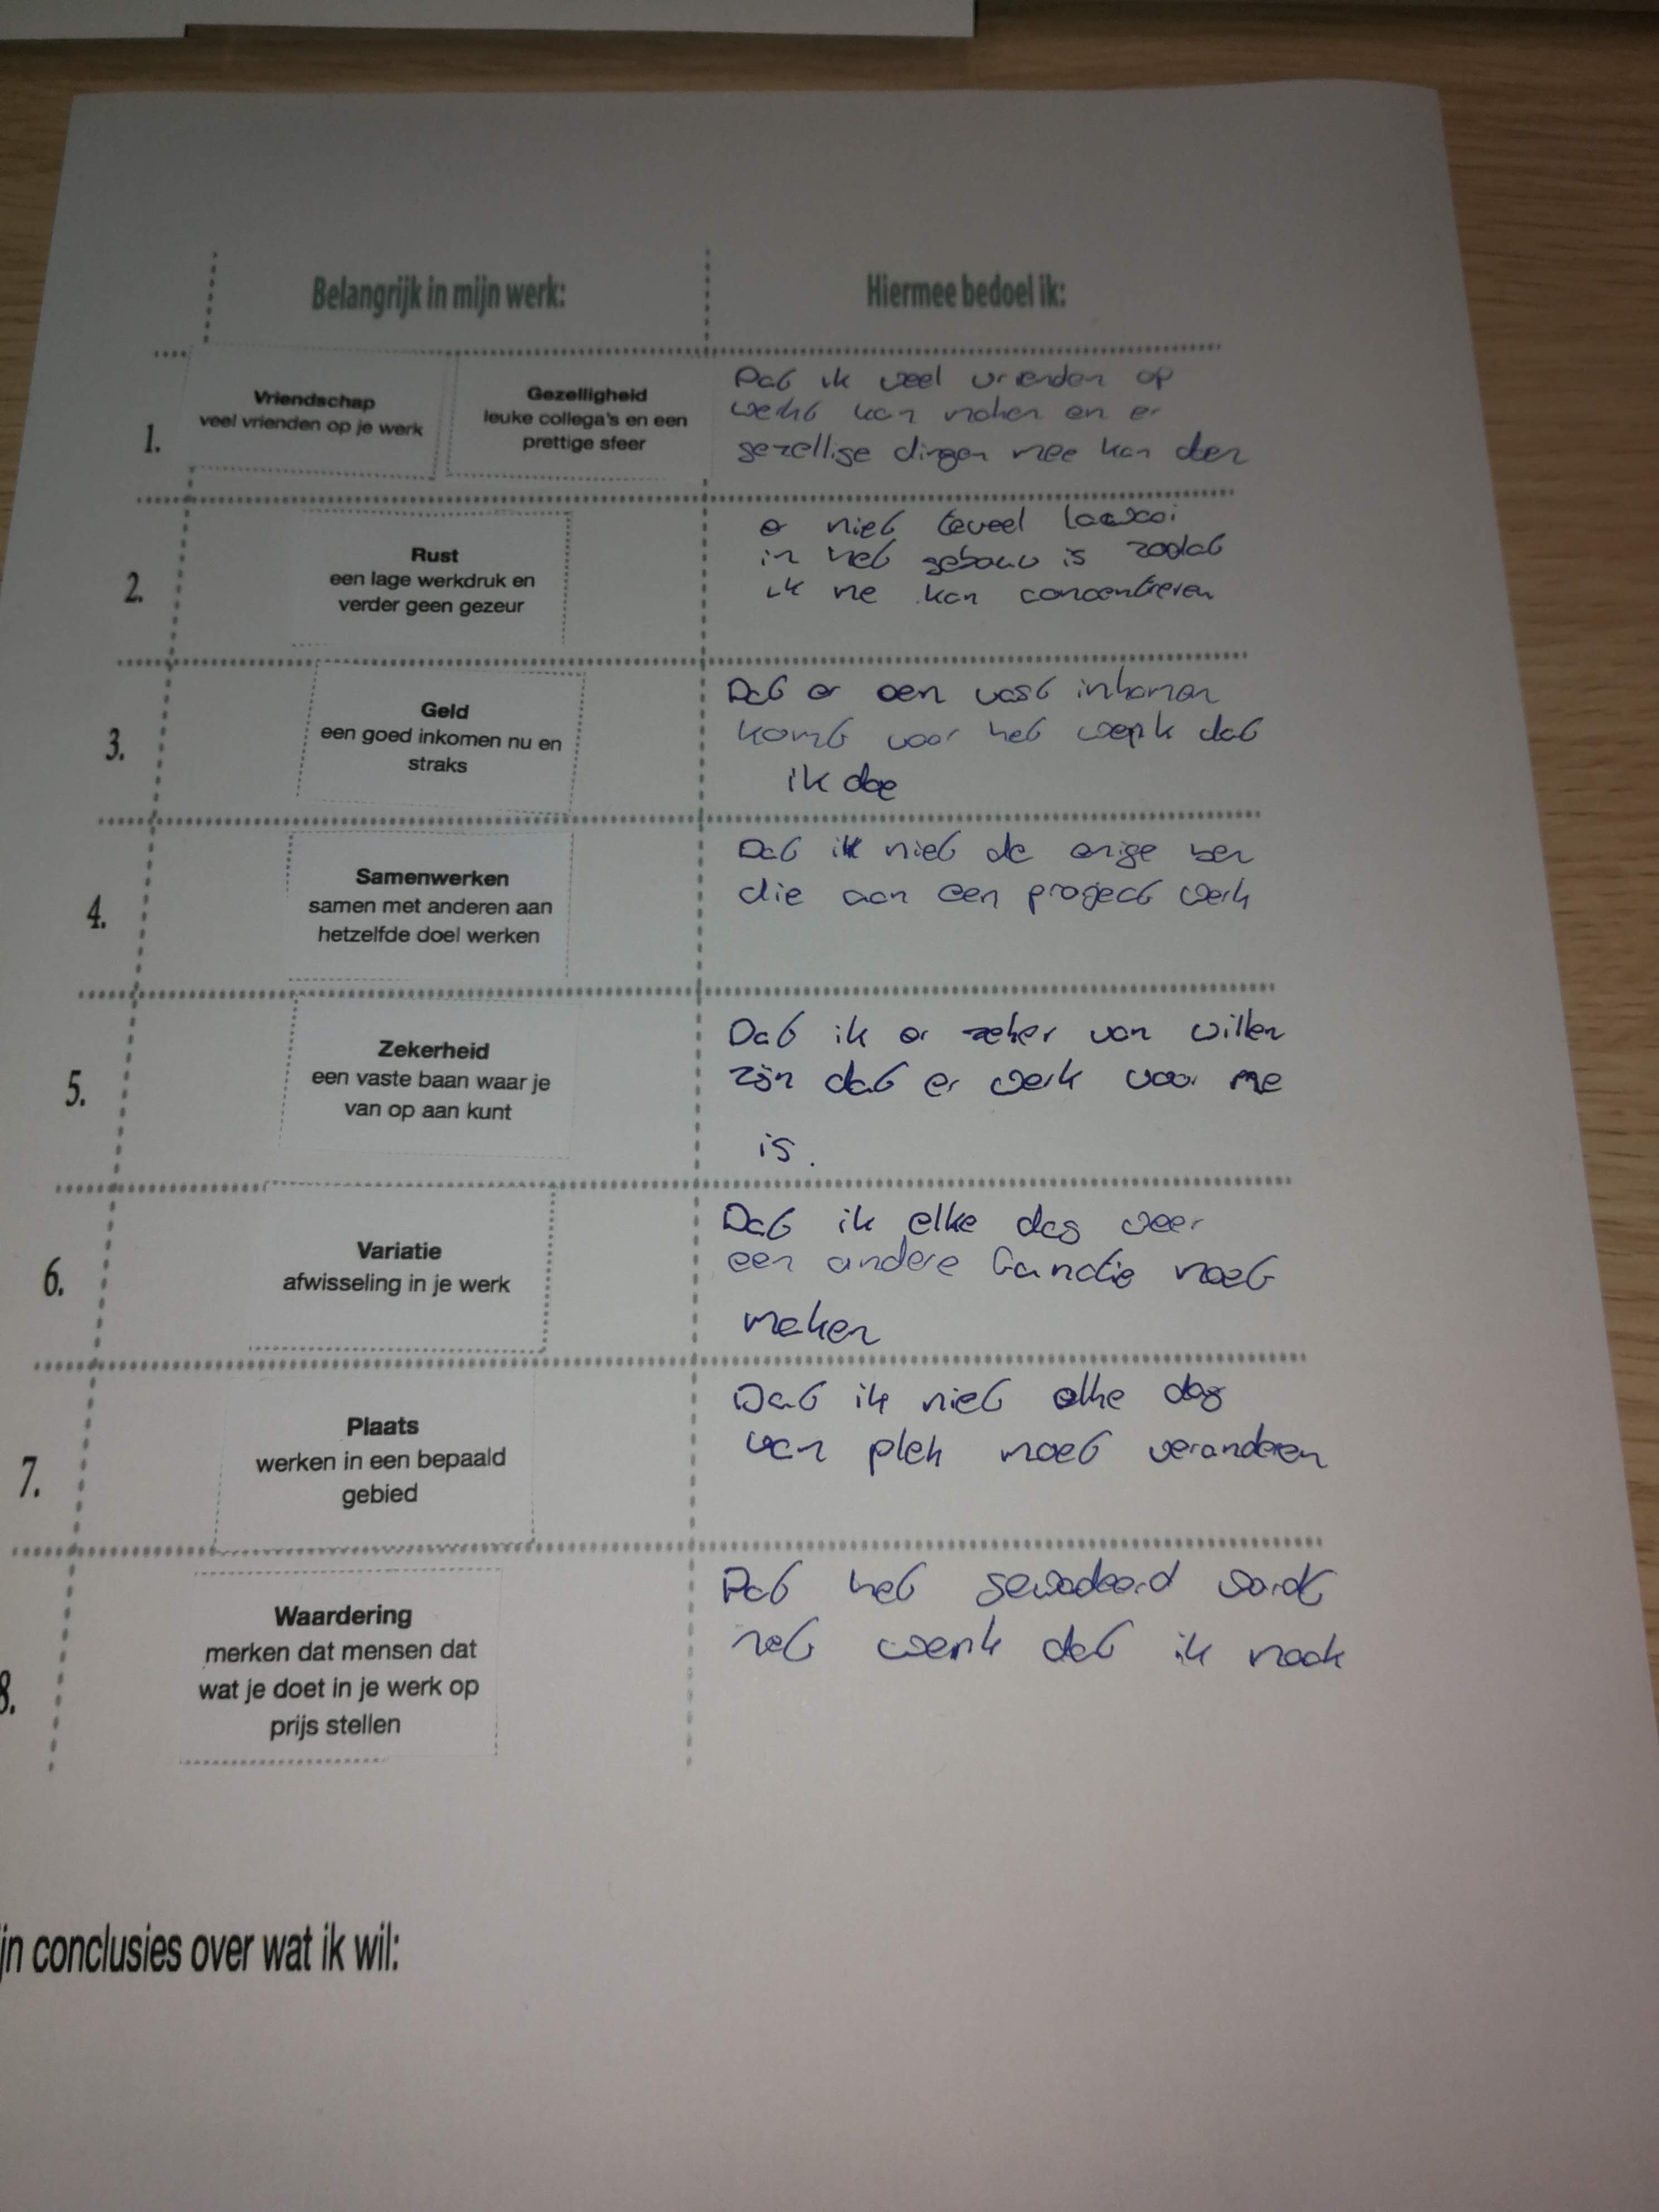 Belangrijk in mijn werk:
Hiermee bedoel ik:
1.
Vriendschap
veel vrienden op je werk
Gezelligheid
leuke collega's en een
prettige sfeer
Dat ik veel vrienden op
werkt kan maken en er
gezellige dingen mee kan doen
2.
Rust
een lage werkdruk en
verder geen gezeur
er niet teveel lawaai
in het gebouw is zodat
ik me kan concentreren
3.
Geld
een goed inkomen nu en
straks
Dat er een vast inkomen
komt voor het werk dat
ik doe
4.
Samenwerken
samen met anderen aan
hetzelfde doel werken
Dat ik niet de enige ben
die aan een project werk
5.
Zekerheid
een vaste baan waar je
van op aan kunt
Dat ik er zeker van willen
zijn dat er werk voor me
is.
6.
Variatie
afwisseling in je werk
Dat ik elke dag weer
een andere functie moet
maken
7.
Plaats
werken in een bepaald
gebied
Dat ik niet elke dag
van plek moet veranderen
8.
Waardering
merken dat mensen dat
wat je doet in je werk op
prijs stellen
Dat het wordt
het werk dat ik maak
ijn conclusies over wat ik wil: